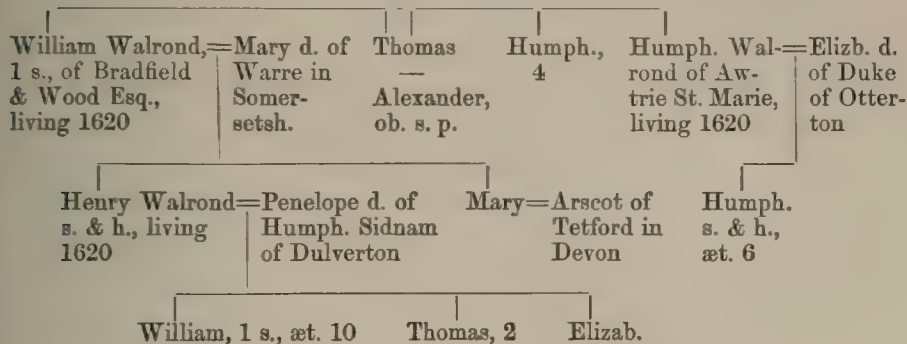 William Walrond,=Mary d. of
1 s., of Bradfield
& Wood Esq.,
living 1620
Warre in
Somer-
setsh.
Thomas
—
Alexander,
ob. s. p.
Humph.,
4
Humph. Wal-=Elizb. d.
rond of Aw-
trie St. Marie,
living 1620
of Duke
of Otter-
ton
Henry Walrond=Penelope d. of
s. & h., living
1620
Humph. Sidnam
of Dulverton
Mary=Arscot of
Tetford in
Devon
Humph.
s. & h.,
æt. 6
William, 1 s., æt. 10
Thomas, 2
Elizab.